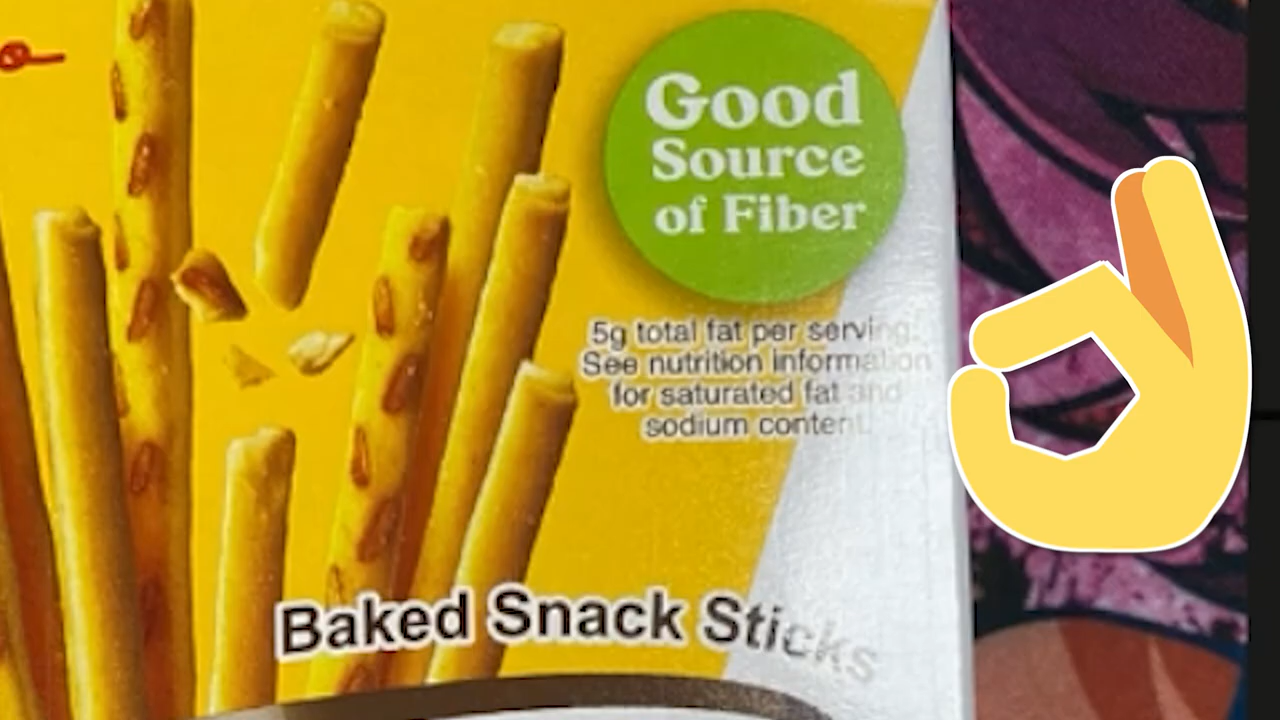 Good
Source
of Fiber
5g total fat per serving.
See nutrition information
for saturated fat and
sodium content.
Baked Snack Sticks